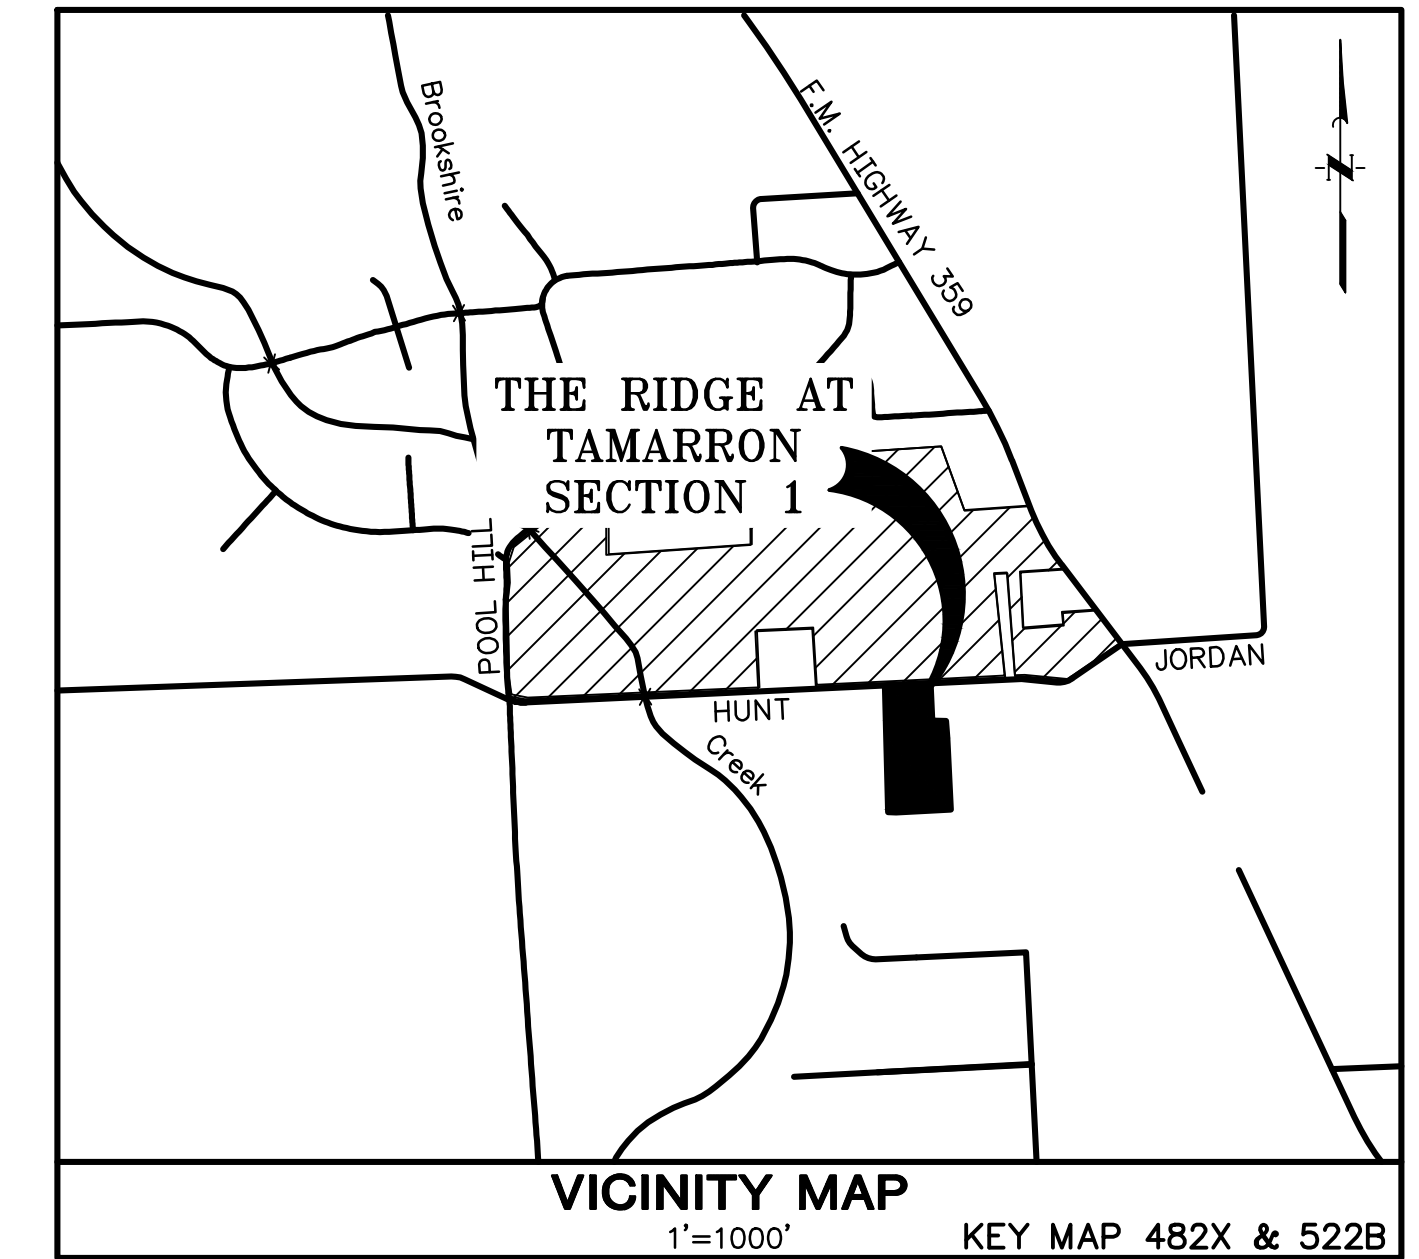 Brookshire
F.M. HIGHWAY 359
N
THE RIDGE AT
TAMARRON
SECTION 1
POOL HILL
JORDAN
HUNT
Creek
VICINITY MAP
1'=1000'
KEY MAP 482X & 522B